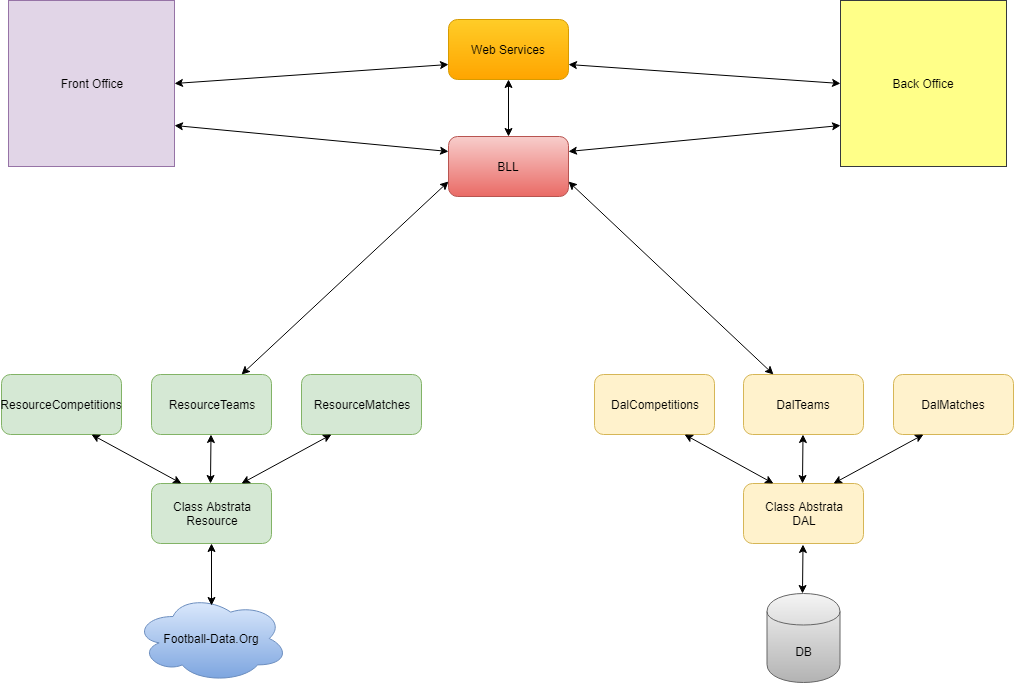 Web Services
Front Office
Back Office
BLL
ResourceCompetitions
ResourceTeams
ResourceMatches
DalCompetitions
DalTeams
DalMatches
Class Abstrata
Resource
Class Abstrata
DAL
Football-Data.Org
DB